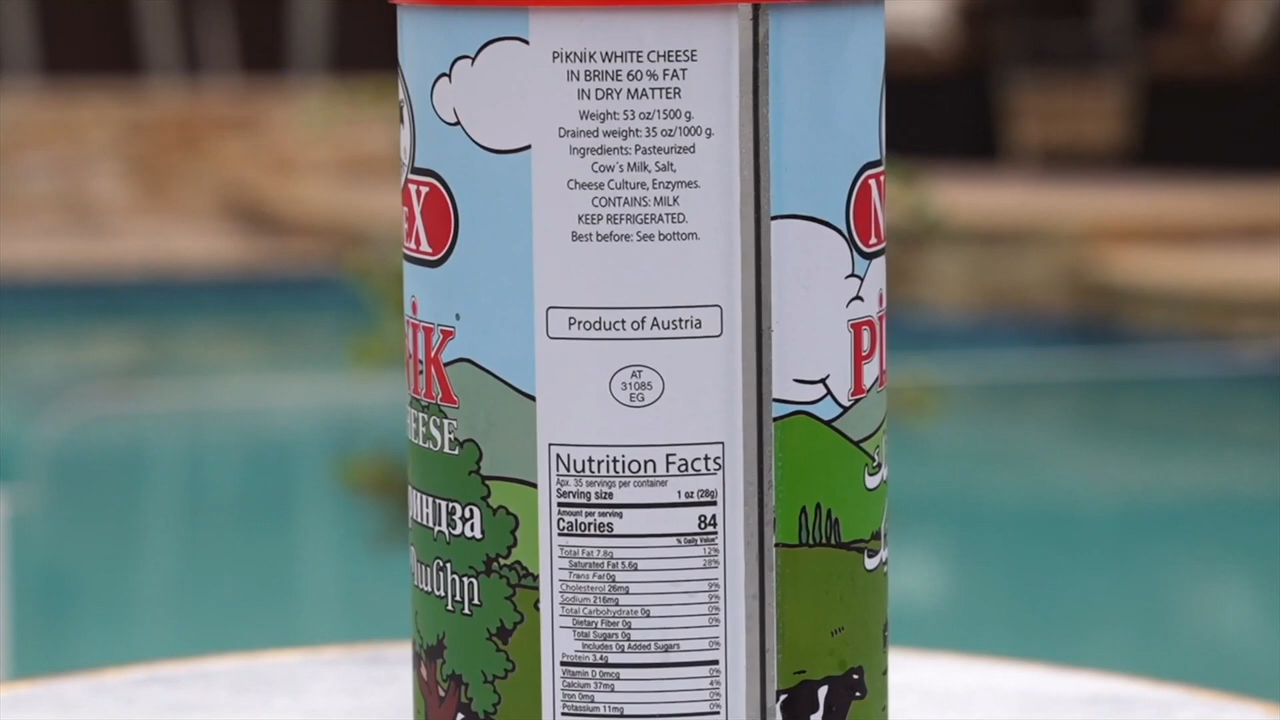 PİKNİK WHITE CHEESE
IN BRINE 60 % FAT
IN DRY MATTER
Weight: 53 oz/1500 g.
Drained weight: 35 oz/1000 g.
Ingredients: Pasteurized
Cow´s Milk, Salt,
Cheese Culture, Enzymes.
CONTAINS: MILK
KEEP REFRIGERATED.
Best before: See bottom.
Product of Austria
AT
31085
EG
Nutrition Facts
Apx. 35 servings per container
Serving size 1 oz (28g)
Amount per serving
Calories 84
% Daily Value*
Total Fat 7.8g 12%
Saturated Fat 5.6g 28%
Trans Fat 0g
Cholesterol 26mg 9%
Sodium 216mg 9%
Total Carbohydrate 0g 0%
Dietary Fiber 0g 0%
Total Sugars 0g
Includes 0g Added Sugars 0%
Protein 3.4g
Vitamin D 0mcg 0%
Calcium 37mg 4%
Iron 0mg 0%
Potassium 11mg 0%